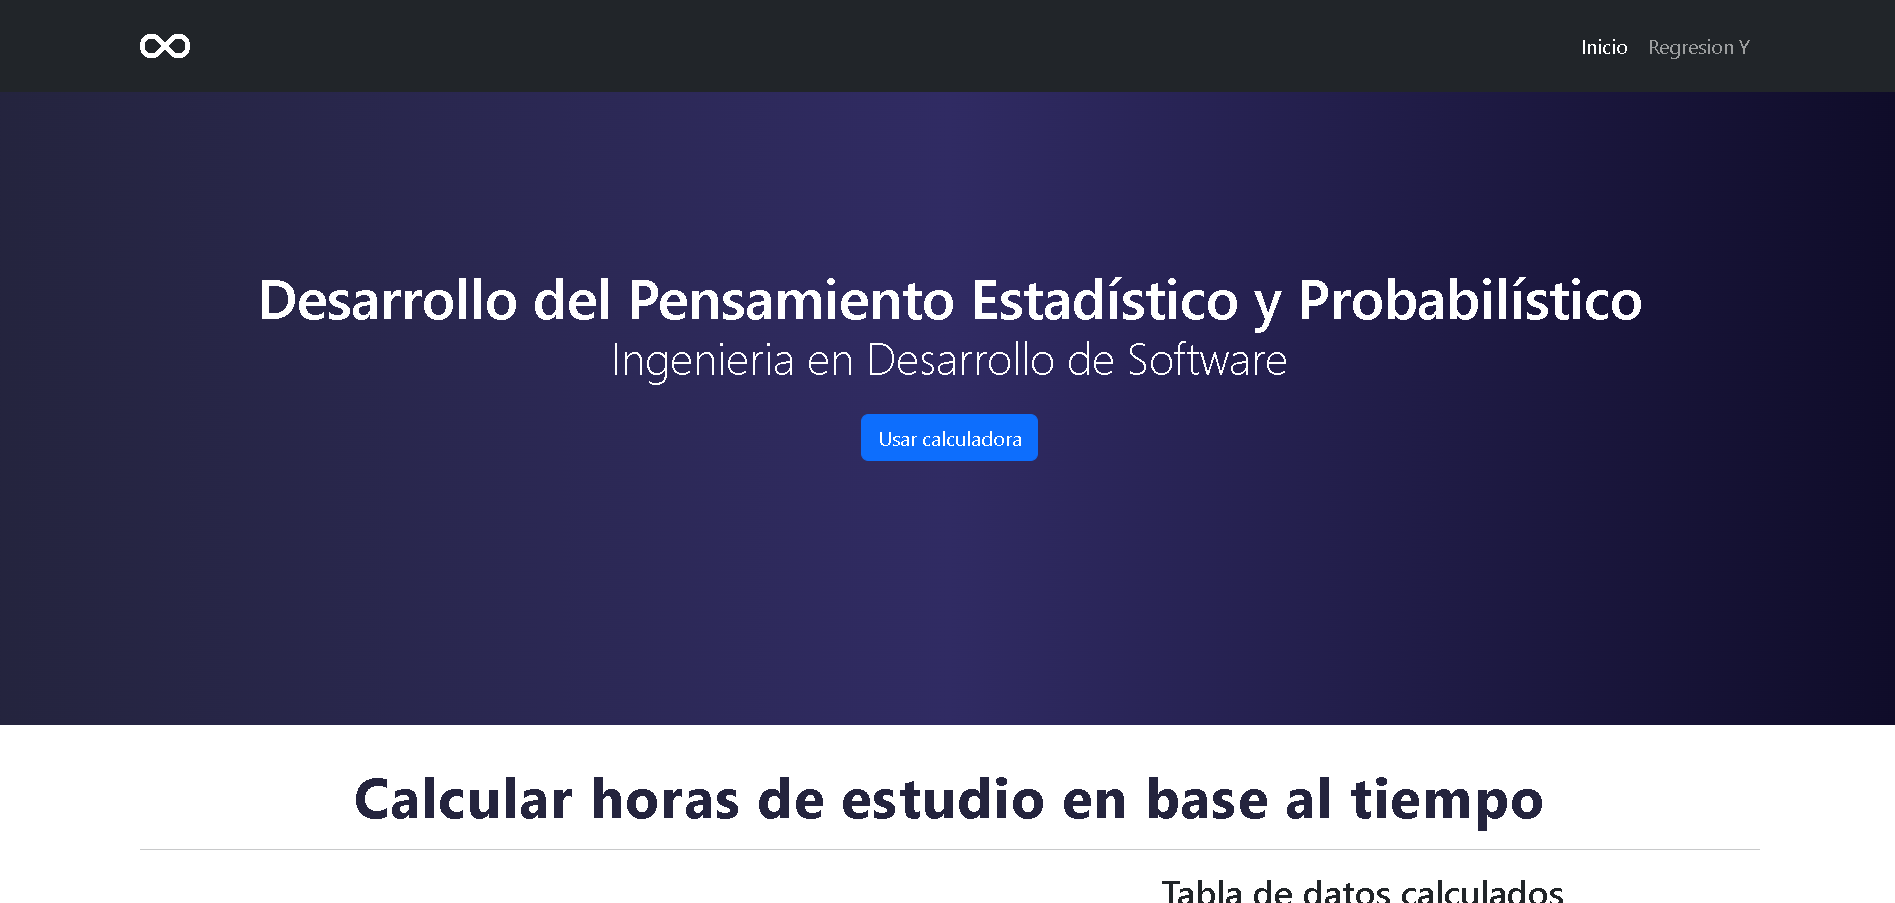 Inicio Regresion Y
Desarrollo del Pensamiento Estadístico y Probabilístico
Ingenieria en Desarrollo de Software
Usar calculadora
Calcular horas de estudio en base al tiempo
Tabla de datos calculados